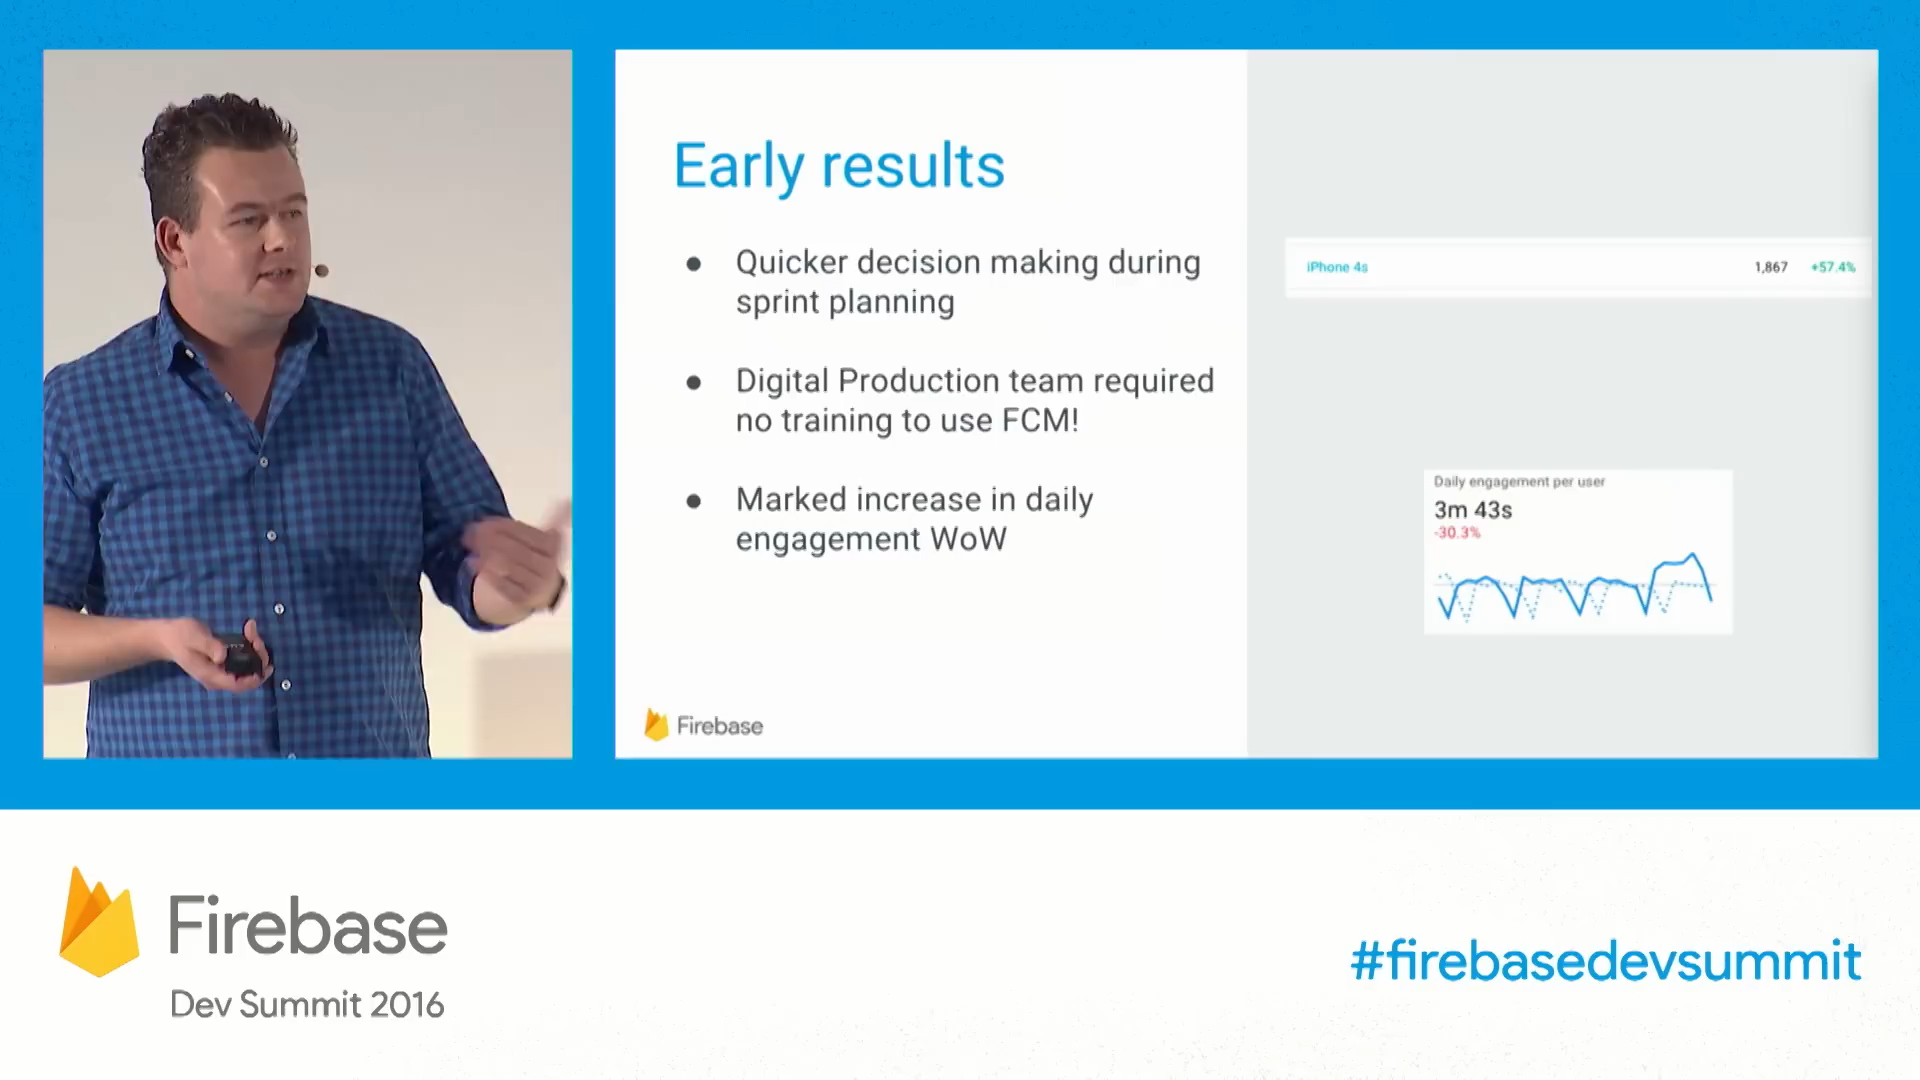 Early results
● Quicker decision making during
sprint planning
● Digital Production team required
no training to use FCM!
● Marked increase in daily
engagement WoW
Firebase
iPhone 4s 1,867 +57.4%
Daily engagement per user
3m 43s
-30.3%
Firebase
Dev Summit 2016
#firebasedevsummit